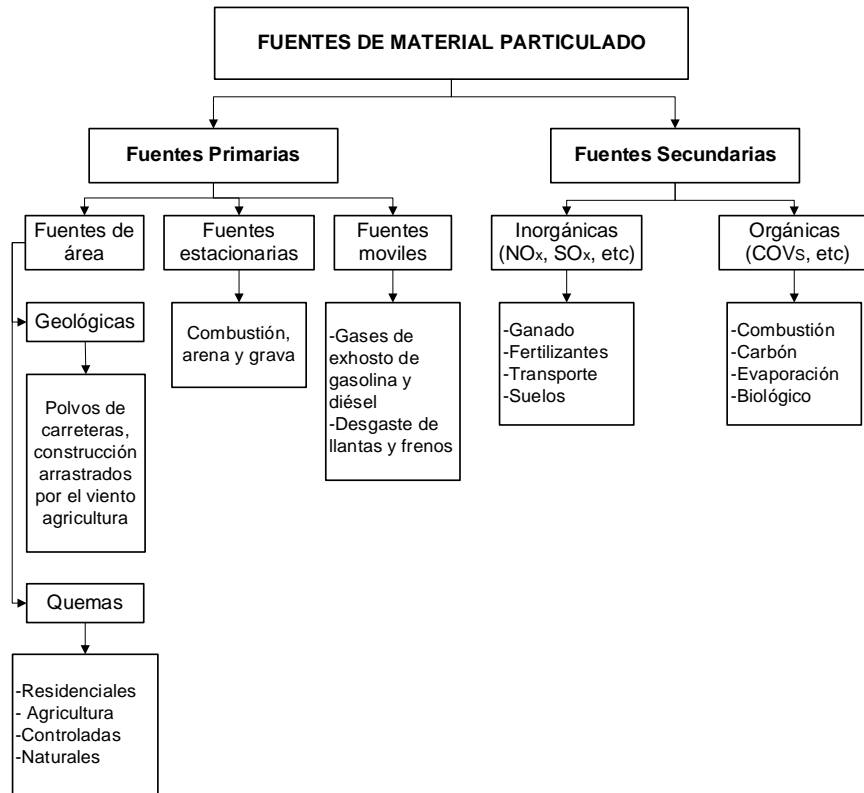 FUENTES DE MATERIAL PARTICULADO
Fuentes Primarias
Fuentes Secundarias
Fuentes de
área
Fuentes
estacionarias
Fuentes
moviles
Inorgánicas
(NOx, SOx, etc)
Orgánicas
(COVs, etc)
Geológicas
Combustión,
arena y grava
-Gases de
exhosto de
gasolina y
diésel
-Desgaste de
llantas y frenos
-Ganado
-Fertilizantes
-Transporte
-Suelos
-Combustión
-Carbón
-Evaporación
-Biológico
Polvos de
carreteras,
construcción
arrastrados
por el viento
agricultura
Quemas
-Residenciales
- Agricultura
-Controladas
-Naturales